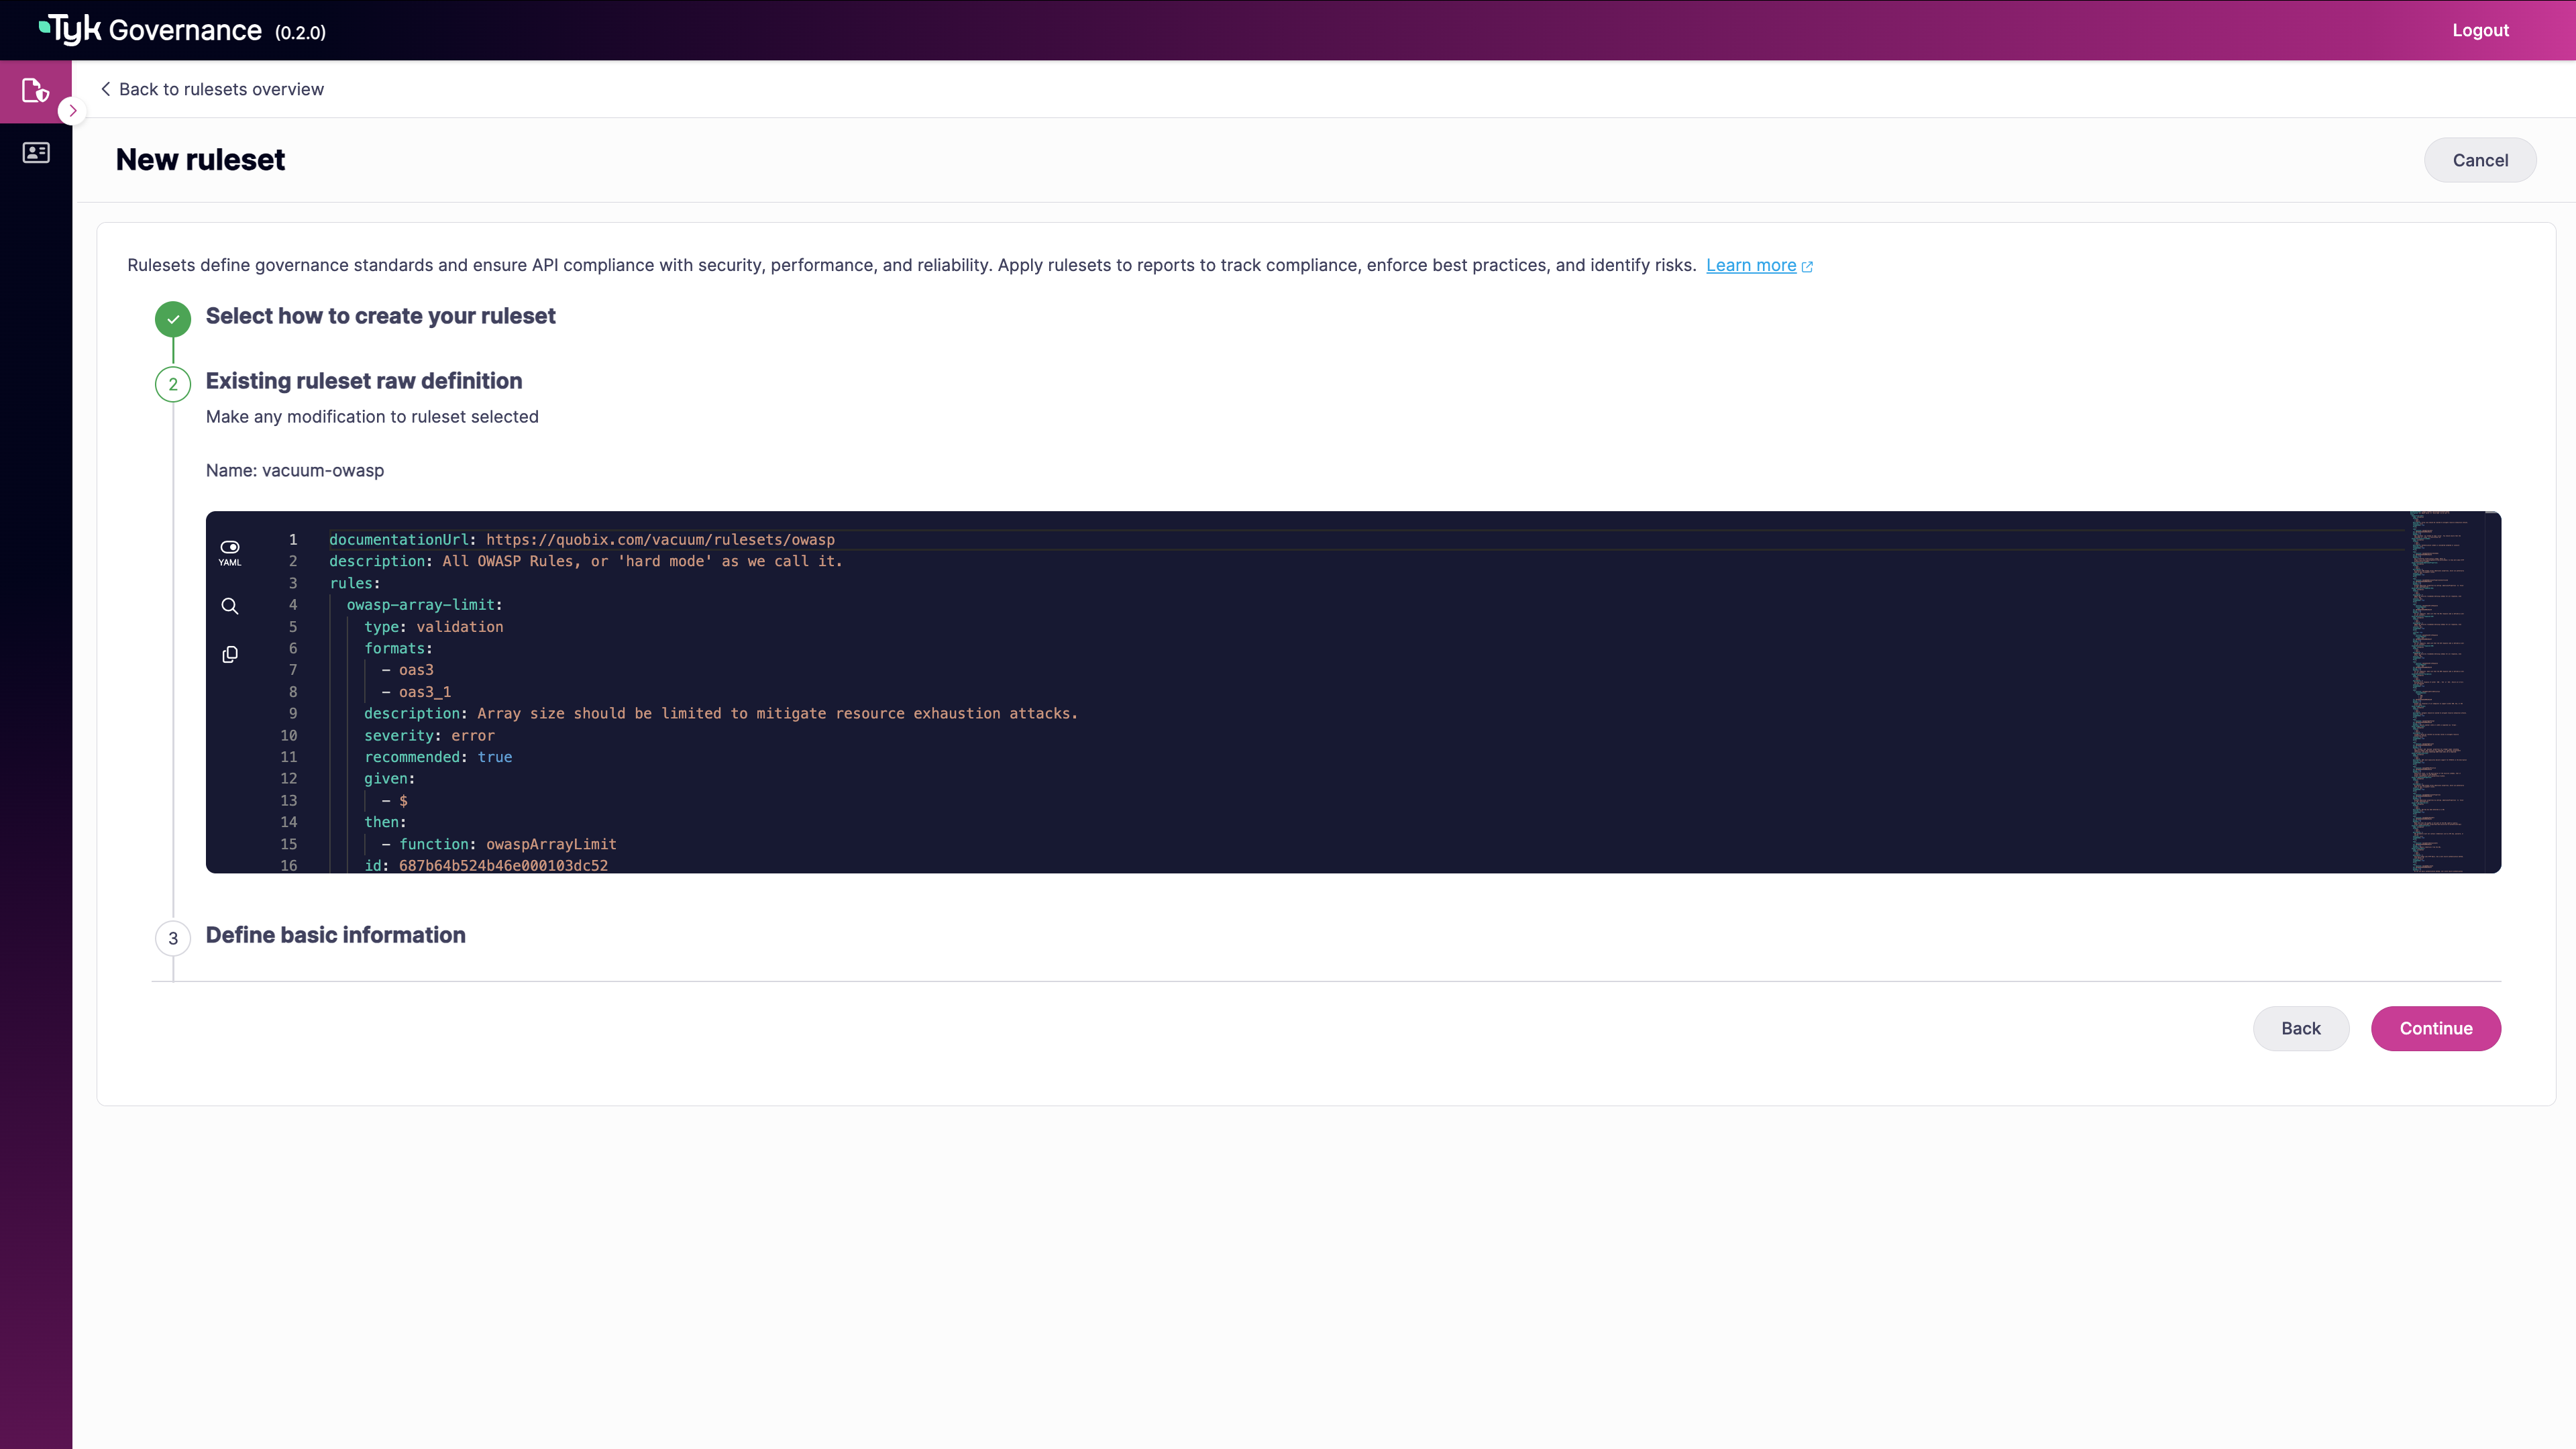 Tyk Governance (0.2.0)
Logout
Back to rulesets overview
New ruleset
Cancel
Rulesets define governance standards and ensure API compliance with security, performance, and reliability. Apply rulesets to reports to track compliance, enforce best practices, and identify risks. Learn more
Select how to create your ruleset
2 Existing ruleset raw definition
Make any modification to ruleset selected
Name: vacuum-owasp
YAML
1 documentationUrl: https://quobix.com/vacuum/rulesets/owasp
2 description: All OWASP Rules, or 'hard mode' as we call it.
3 rules:
4 owasp-array-limit:
5 type: validation
6 formats:
7 - oas3
8 - oas3_1
9 description: Array size should be limited to mitigate resource exhaustion attacks.
10 severity: error
11 recommended: true
12 given:
13 - $
14 then:
15 - function: owaspArrayLimit
16 id: 687b64b524b46e000103dc52
3 Define basic information
Back
Continue